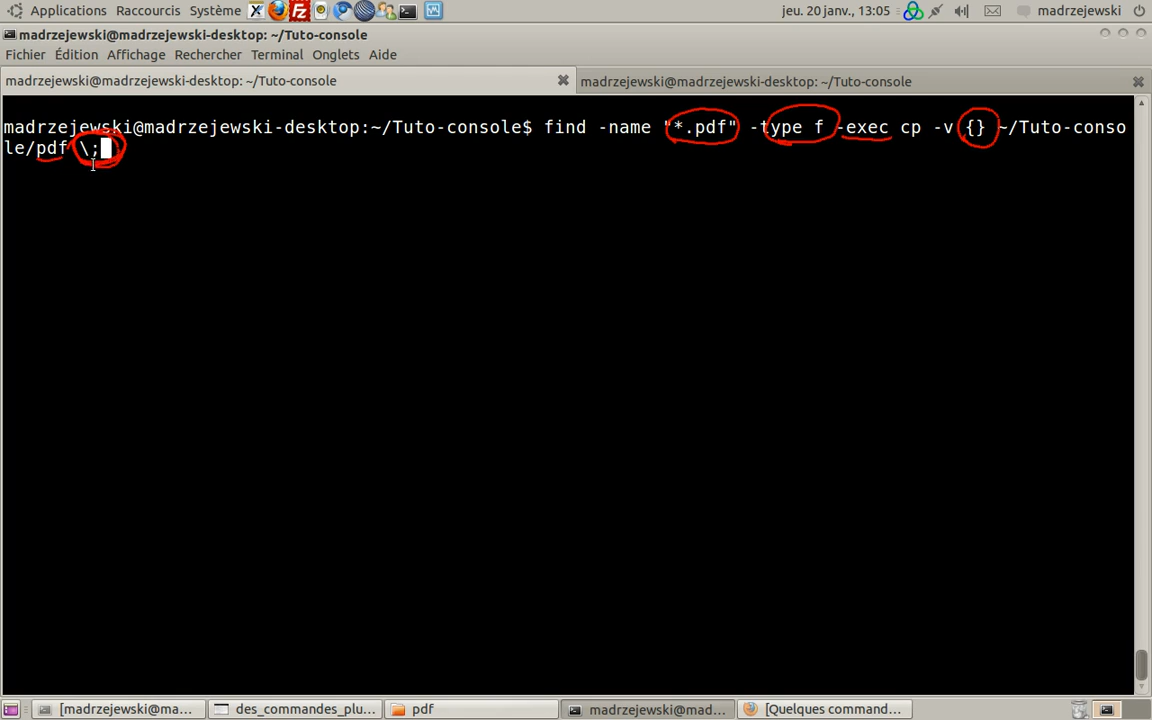 Applications Raccourcis Système jeu. 20 janv., 13:05 madrzejewski
madrzejewski@madrzejewski-desktop: ~/Tuto-console
Fichier Édition Affichage Rechercher Terminal Onglets Aide
madrzejewski@madrzejewski-desktop: ~/Tuto-console madrzejewski@madrzejewski-desktop: ~/Tuto-console
madrzejewski@madrzejewski-desktop:~/Tuto-console$ find -name "*.pdf" -type f -exec cp -v {} ~/Tuto-conso
le/pdf \;
[madrzejewski@ma... des_commandes_plu... pdf madrzejewski@mad... [Quelques command...